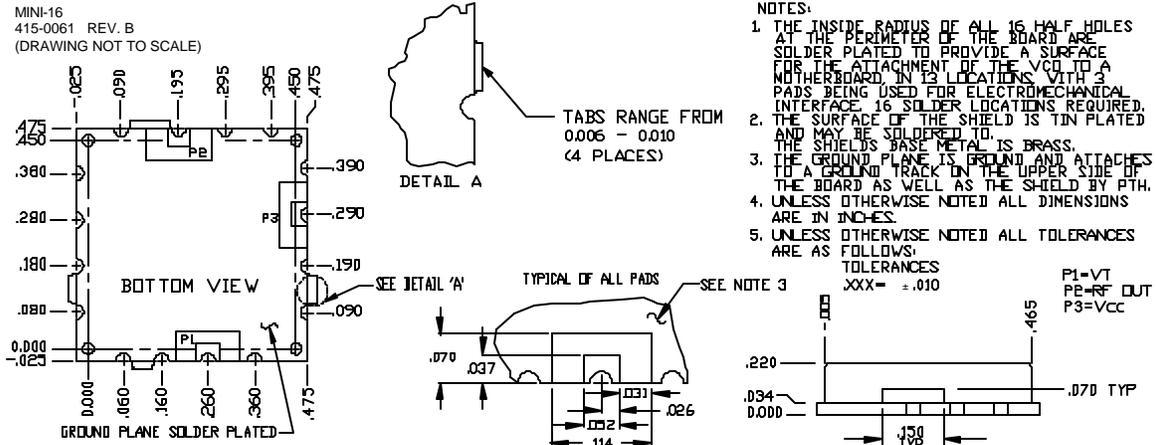 MINI-16
415-0061 REV. B
(DRAWING NOT TO SCALE)
-.025
.090
.195
.295
.395
.450
.475
.475
.450
.380
.280
.180
.080
0.000
-.025
P2
P3
P1
BOTTOM VIEW
.390
.290
.190
.090
SEE DETAIL 'A'
0.000
.060
.160
.260
.360
.475
GROUND PLANE SOLDER PLATED
DETAIL A
TABS RANGE FROM
0.006 - 0.010
(4 PLACES)
TYPICAL OF ALL PADS
SEE NOTE 3
.070
.037
.031
.026
.052
.114
NOTES:
1. THE INSIDE RADIUS OF ALL 16 HALF HOLES
AT THE PERIMETER OF THE BOARD ARE
SOLDER PLATED TO PROVIDE A SURFACE
FOR THE ATTACHMENT OF THE VCO TO A
MOTHERBOARD, IN 13 LOCATIONS, WITH 3
PADS BEING USED FOR ELECTROMECHANICAL
INTERFACE. 16 SOLDER LOCATIONS REQUIRED.
2. THE SURFACE OF THE SHIELD IS TIN PLATED
AND MAY BE SOLDERED TO.
THE SHIELDS BASE METAL IS BRASS.
3. THE GROUND PLANE IS GROUND AND ATTACHES
TO A GROUND TRACK ON THE UPPER SIDE OF
THE BOARD AS WELL AS THE SHIELD BY PTH.
4. UNLESS OTHERWISE NOTED ALL DIMENSIONS
ARE IN INCHES.
5. UNLESS OTHERWISE NOTED ALL TOLERANCES
ARE AS FOLLOWS:
TOLERANCES
.XXX= ±.010
P1=VT
P2=RF OUT
P3=VCC
.465
.220
.034
0.000
.070 TYP
.150
TYP